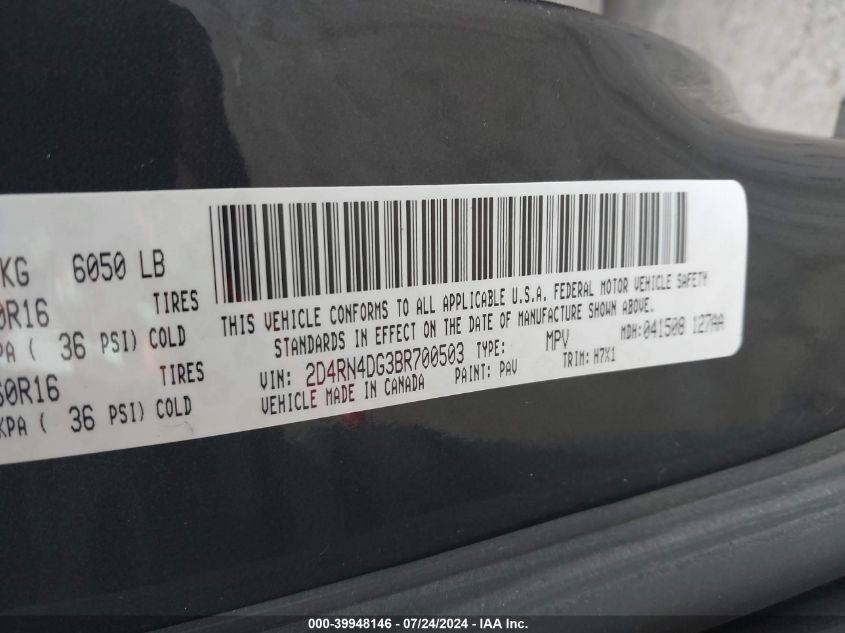 KG 6050 LB
0R16 TIRES
KPA ( 36 PSI) COLD
60R16 TIRES
KPA ( 36 PSI) COLD
THIS VEHICLE CONFORMS TO ALL APPLICABLE U.S.A. FEDERAL MOTOR VEHICLE SAFETY
STANDARDS IN EFFECT ON THE DATE OF MANUFACTURE SHOWN ABOVE.
MDH: 041508 127AA
VIN: 2D4RN4DG3BR700503 TYPE: MPV
VEHICLE MADE IN CANADA PAINT: PAV TRIM: H7X1
000-39948146 - 07/24/2024 - IAA Inc.